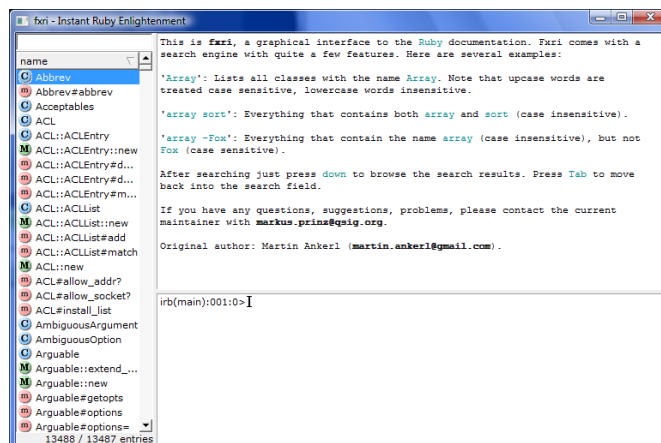 fxri - Instant Ruby Enlightenment
name
C Abbrev
m Abbrev#abbrev
C Acceptables
C ACL
C ACL::ACLEntry
M ACL::ACLEntry::new
m ACL::ACLEntry#d...
m ACL::ACLEntry#d...
m ACL::ACLEntry#m...
C ACL::ACLList
M ACL::ACLList::new
m ACL::ACLList#add
m ACL::ACLList#match
M ACL::new
m ACL#allow_addr?
m ACL#allow_socket?
m ACL#install_list
C AmbiguousArgument
C AmbiguousOption
C Arguable
M Arguable::extend_...
M Arguable::new
m Arguable#getopts
m Arguable#options
m Arguable#options=
13488 / 13487 entries
This is fxri, a graphical interface to the Ruby documentation. Fxri comes with a
search engine with quite a few features. Here are several examples:
'Array': Lists all classes with the name Array. Note that upcase words are
treated case sensitive, lowercase words insensitive.
'array sort': Everything that contains both array and sort (case insensitive).
'array -Fox': Everything that contain the name array (case insensitive), but not
Fox (case sensitive).
After searching just press down to browse the search results. Press Tab to move
back into the search field.
If you have any questions, suggestions, problems, please contact the current
maintainer with markus.prinz@qsig.org.
Original author: Martin Ankerl (martin.ankerl@gmail.com).
irb(main):001:0>